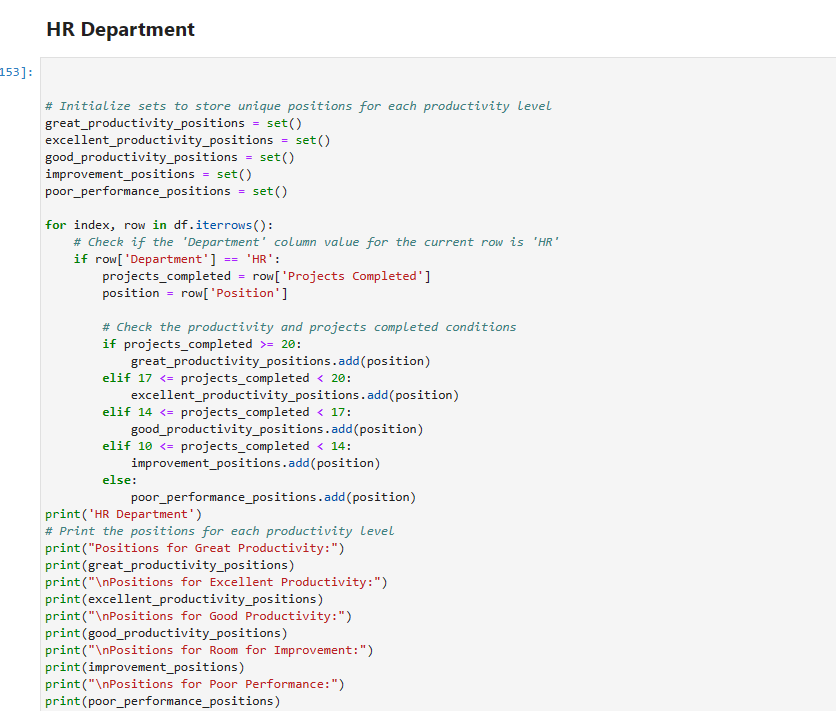 HR Department
153]:
# Initialize sets to store unique positions for each productivity level
great_productivity_positions = set()
excellent_productivity_positions = set()
good_productivity_positions = set()
improvement_positions = set()
poor_performance_positions = set()
for index, row in df.iterrows():
    # Check if the 'Department' column value for the current row is 'HR'
    if row['Department'] == 'HR':
        projects_completed = row['Projects Completed']
        position = row['Position']
        # Check the productivity and projects completed conditions
        if projects_completed >= 20:
            great_productivity_positions.add(position)
        elif 17 <= projects_completed < 20:
            excellent_productivity_positions.add(position)
        elif 14 <= projects_completed < 17:
            good_productivity_positions.add(position)
        elif 10 <= projects_completed < 14:
            improvement_positions.add(position)
        else:
            poor_performance_positions.add(position)
print('HR Department')
# Print the positions for each productivity level
print("Positions for Great Productivity:")
print(great_productivity_positions)
print("\nPositions for Excellent Productivity:")
print(excellent_productivity_positions)
print("\nPositions for Good Productivity:")
print(good_productivity_positions)
print("\nPositions for Room for Improvement:")
print(improvement_positions)
print("\nPositions for Poor Performance:")
print(poor_performance_positions)